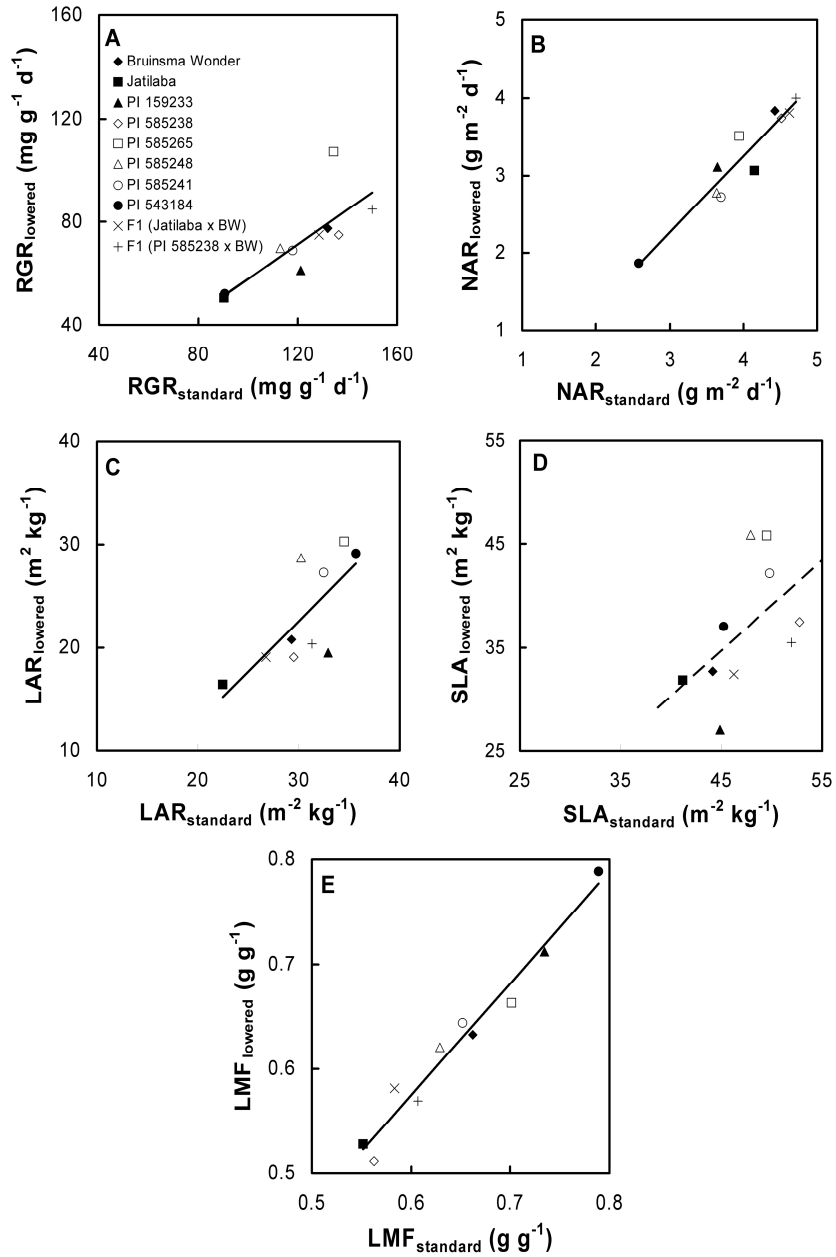 160
A
Bruinsma Wonder
Jatilaba
PI 159233
120
PI 585238
PI 585265
PI 585248
PI 585241
80
PI 543184
F1 (Jatilaba x BW)
F1 (PI 585238 x BW)
40
RGRlowered (mg g-1 d-1)
40 80 120 160
RGRstandard (mg g-1 d-1)
5
B
4
3
2
1
NARlowered (g m-2 d-1)
1 2 3 4 5
NARstandard (g m-2 d-1)
40
C
30
20
10
LARlowered (m2 kg-1)
10 20 30 40
LARstandard (m-2 kg-1)
55
D
45
35
25
SLAlowered (m2 kg-1)
25 35 45 55
SLAstandard (m-2 kg-1)
0.8
E
0.7
0.6
0.5
LMFlowered (g g-1)
0.5 0.6 0.7 0.8
LMFstandard (g g-1)